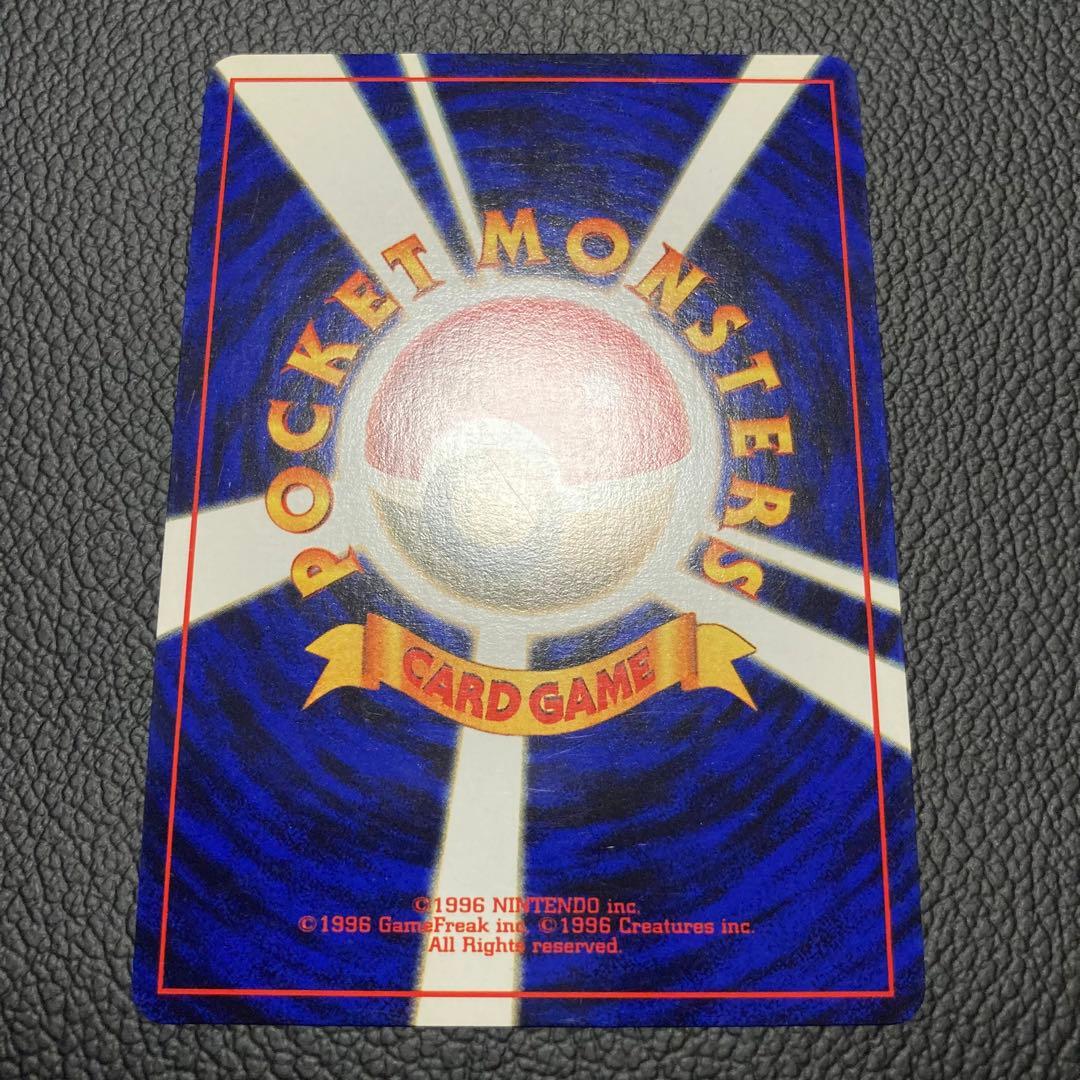 POCKET MONSTERS
CARD GAME
©1996 NINTENDO inc.
©1996 GameFreak inc. ©1996 Creatures inc.
All Rights reserved.